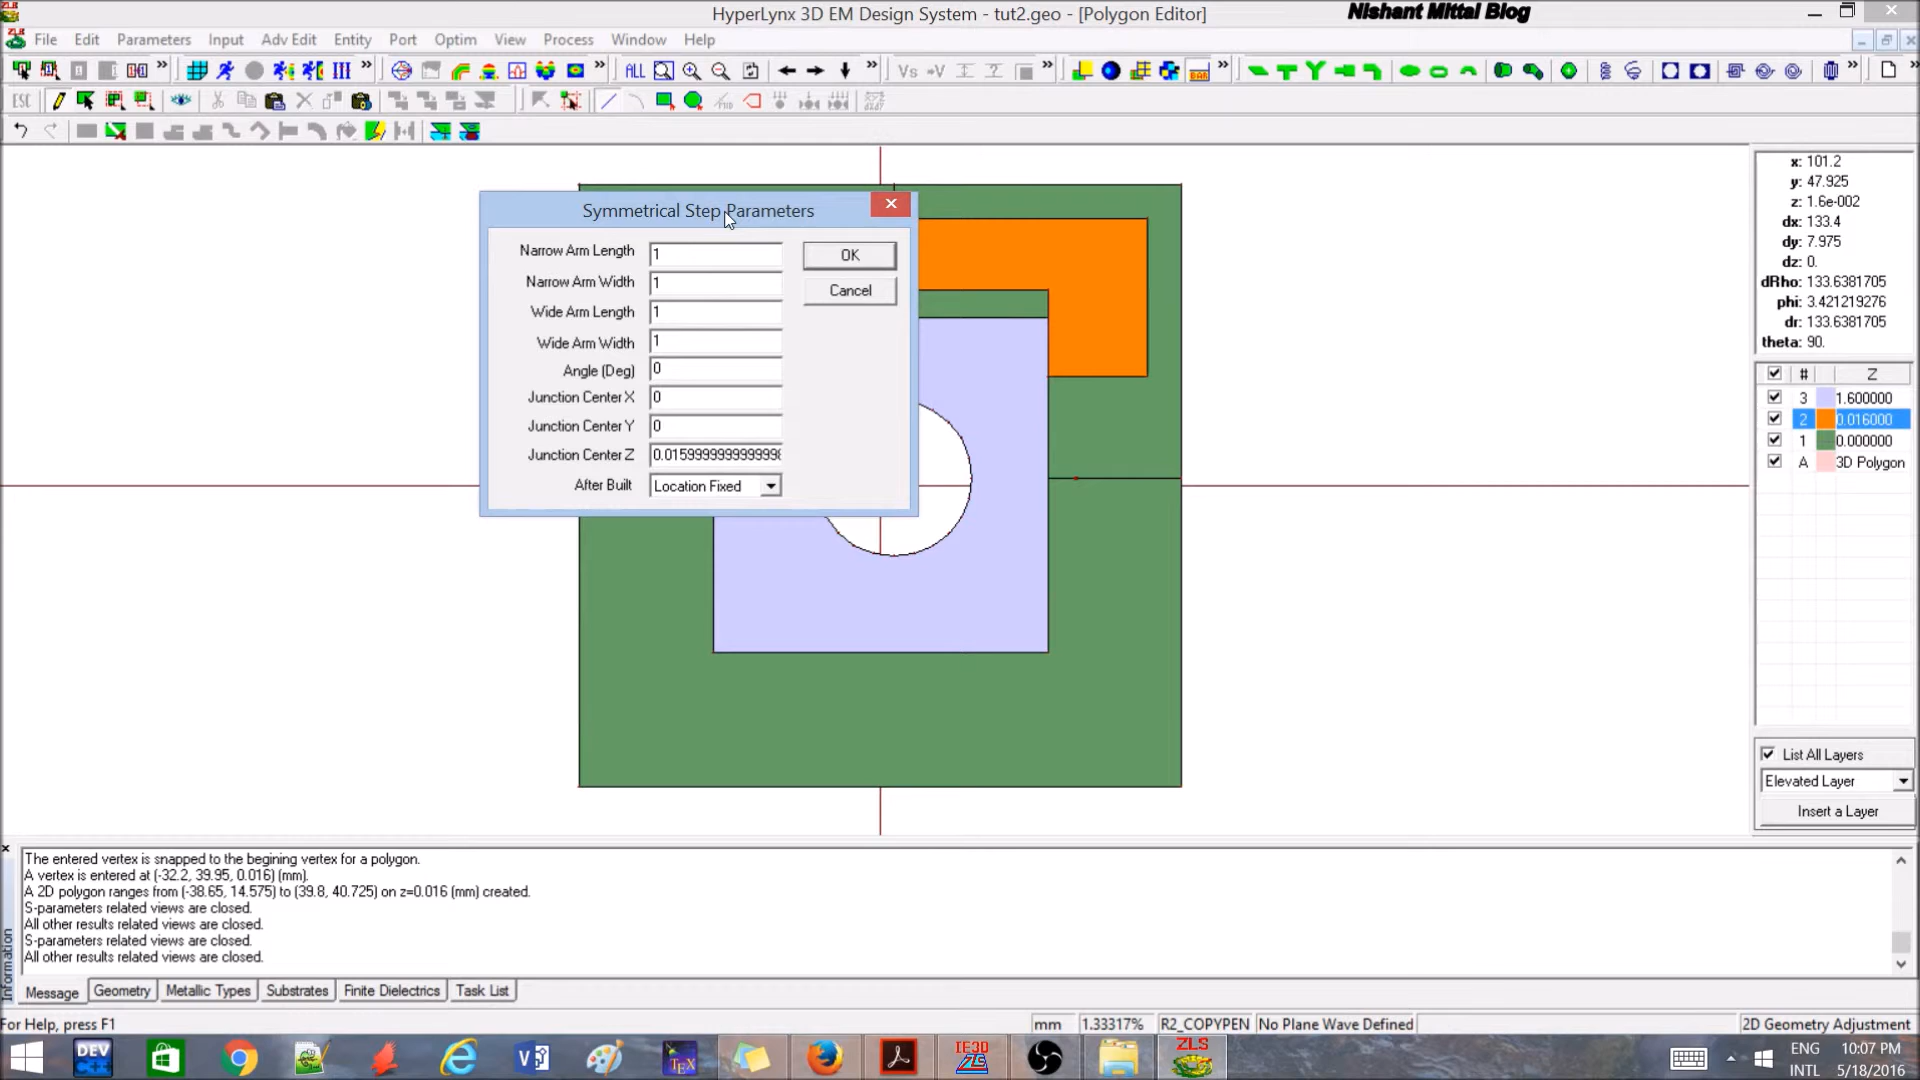 HyperLynx 3D EM Design System - tut2.geo - [Polygon Editor]
Nishant Mittal Blog
File Edit Parameters Input Adv Edit Entity Port Optim View Process Window Help
ALL
ESC
x: 101.2
y: 47.925
z: 1.6e-002
dx: 133.4
dy: 7.975
dz: 0.
dRho: 133.6381705
phi: 3.421219276
dr: 133.6381705
theta: 90.
# Z
3 1.600000
2 0.016000
1 0.000000
A 3D Polygon
List All Layers
Elevated Layer
Insert a Layer
Symmetrical Step Parameters
Narrow Arm Length 1 OK
Narrow Arm Width 1 Cancel
Wide Arm Length 1
Wide Arm Width 1
Angle (Deg) 0
Junction Center X 0
Junction Center Y 0
Junction Center Z 0.0159999999999998
After Built Location Fixed
The entered vertex is snapped to the begining vertex for a polygon.
A vertex is entered at (-32.2, 39.95, 0.016) (mm).
A 2D polygon ranges from (-38.65, 14.575) to (39.8, 40.725) on z=0.016 (mm) created.
S-parameters related views are closed.
All other results related views are closed.
S-parameters related views are closed.
All other results related views are closed.
Information
Message Geometry Metallic Types Substrates Finite Dielectrics Task List
For Help, press F1 mm 1.33317% R2_COPYPEN No Plane Wave Defined 2D Geometry Adjustment
DEV
TEX
IE3D
ZLS
ENG 10:07 PM
INTL 5/18/2016